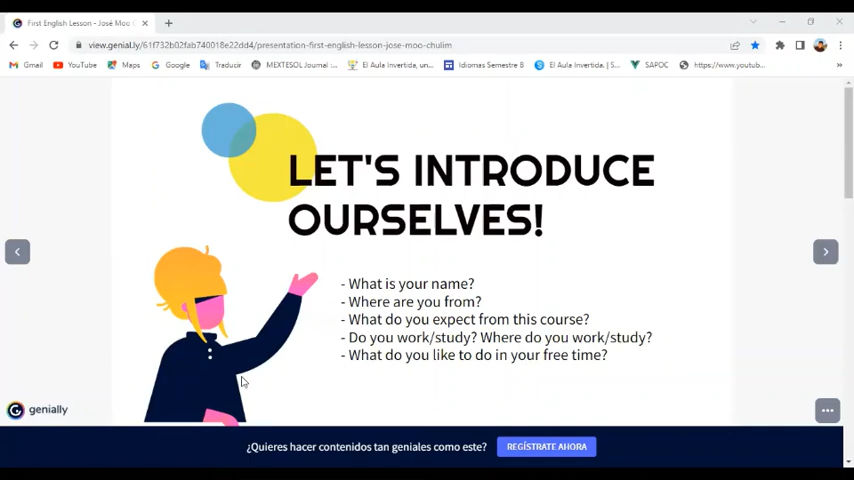 First English Lesson - José Moo C
view.genial.ly/61f732b02fab740018e22dd4/presentation-first-english-lesson-jose-moo-chulim
Gmail YouTube Maps Google Traducir MEXTESOL Journal :... El Aula Invertida, un... Idiomas Semestre B El Aula Invertida. | S... SAPOC https://www.youtub...
LET'S INTRODUCE
OURSELVES!
- What is your name?
- Where are you from?
- What do you expect from this course?
- Do you work/study? Where do you work/study?
- What do you like to do in your free time?
genially
¿Quieres hacer contenidos tan geniales como este? REGÍSTRATE AHORA